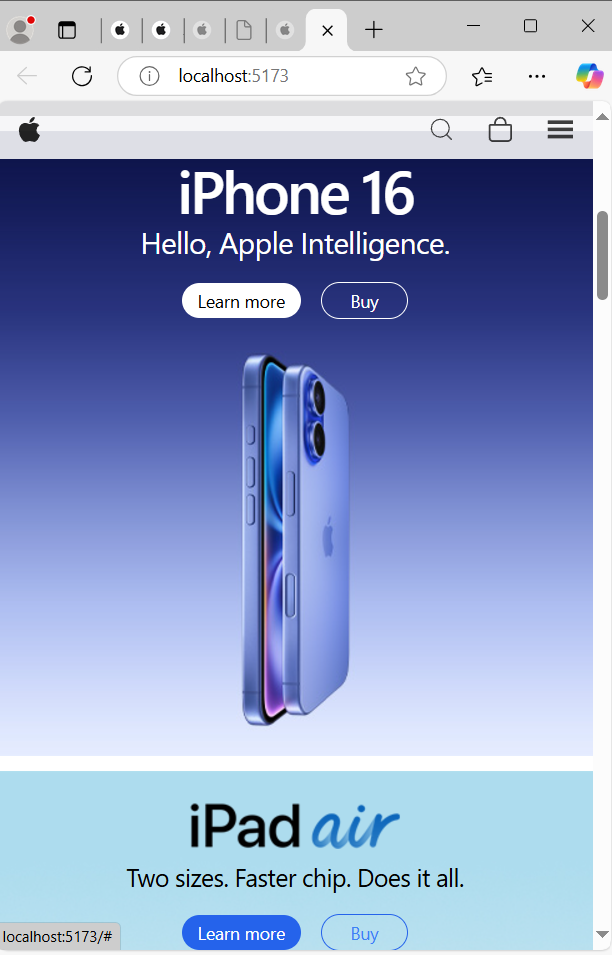 localhost:5173
iPhone 16
Hello, Apple Intelligence.
Learn more
Buy
iPad air
Two sizes. Faster chip. Does it all.
Learn more
Buy
localhost:5173/#